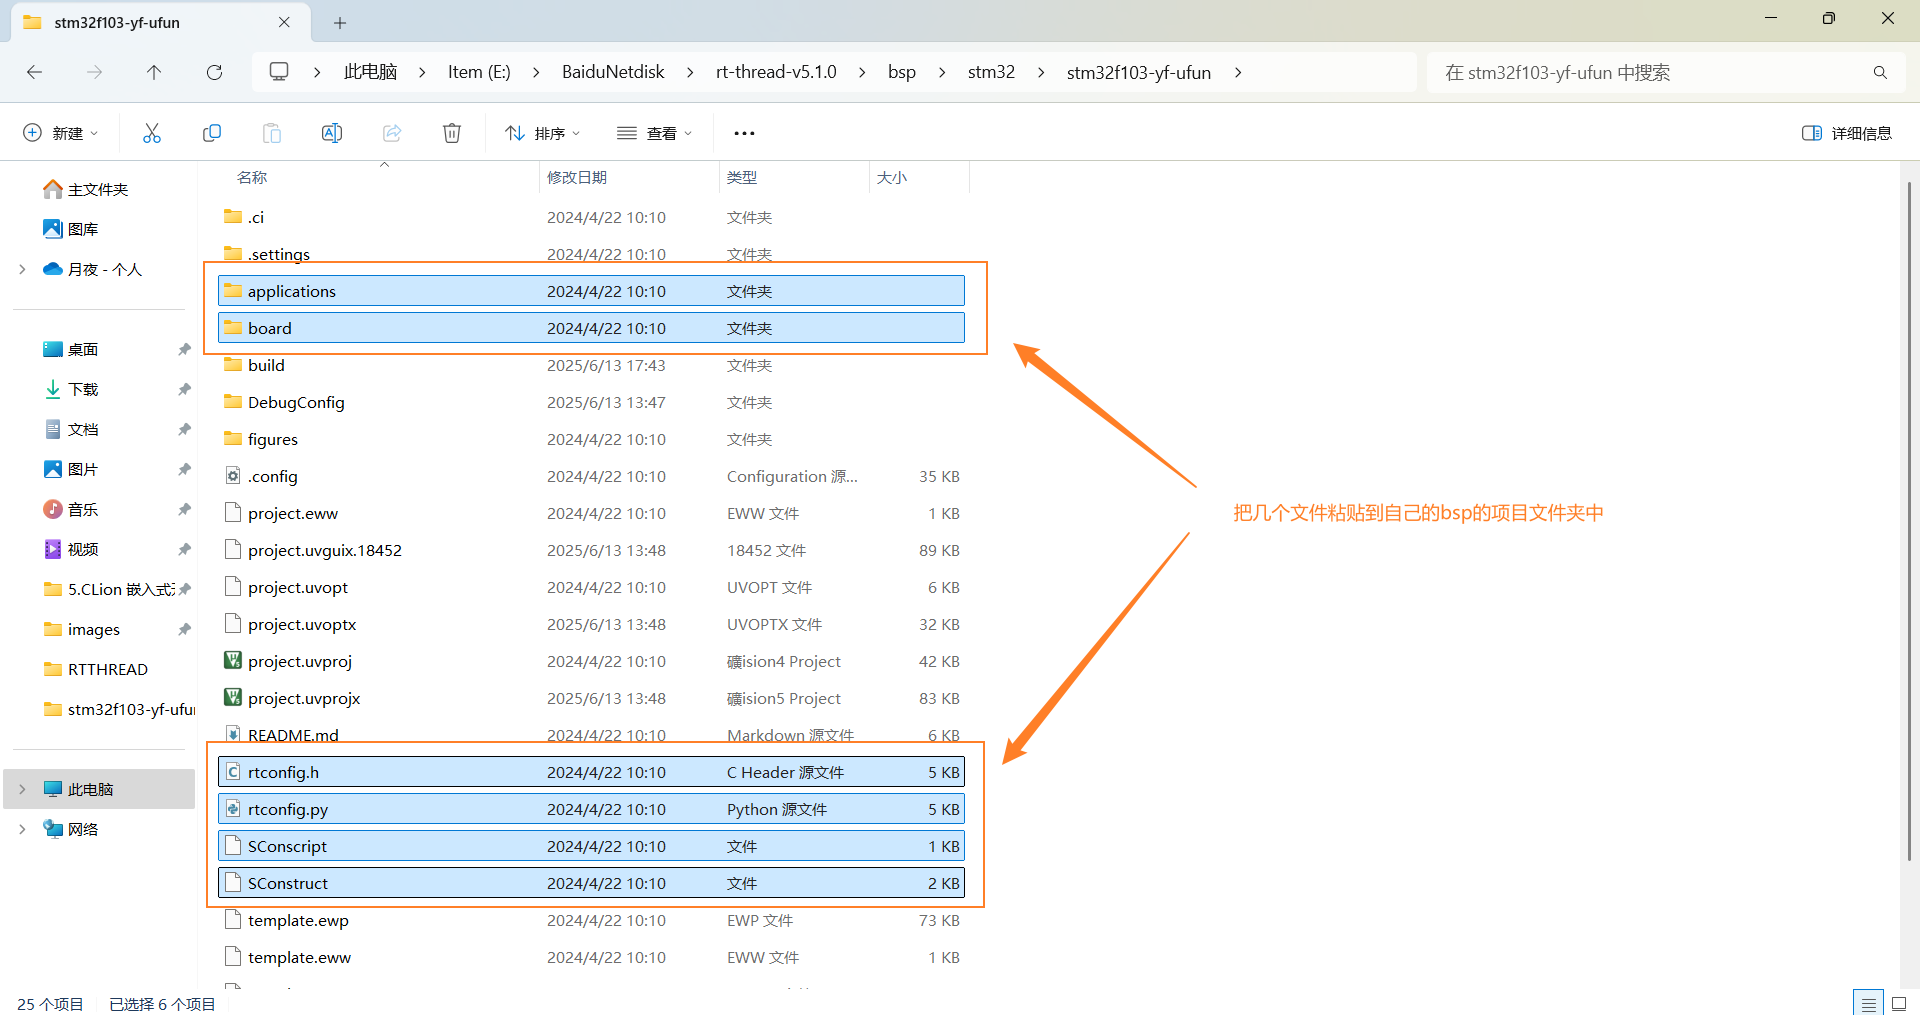 stm32f103-yf-ufun
此电脑 Item (E:) BaiduNetdisk rt-thread-v5.1.0 bsp stm32 stm32f103-yf-ufun
在 stm32f103-yf-ufun 中搜索
新建 排序 查看 详细信息
主文件夹
图库
月夜 - 个人
桌面
下载
文档
图片
音乐
视频
5.CLion 嵌入式
images
RTTHREAD
stm32f103-yf-ufun
此电脑
网络
名称 修改日期 类型 大小
.ci 2024/4/22 10:10 文件夹
.settings 2024/4/22 10:10 文件夹
applications 2024/4/22 10:10 文件夹
board 2024/4/22 10:10 文件夹
build 2025/6/13 17:43 文件夹
DebugConfig 2025/6/13 13:47 文件夹
figures 2024/4/22 10:10 文件夹
.config 2024/4/22 10:10 Configuration 源... 35 KB
project.eww 2024/4/22 10:10 EWW 文件 1 KB
project.uvguix.18452 2025/6/13 13:48 18452 文件 89 KB
project.uvopt 2024/4/22 10:10 UVOPT 文件 6 KB
project.uvoptx 2025/6/13 13:48 UVOPTX 文件 32 KB
project.uvproj 2024/4/22 10:10 礦ision4 Project 42 KB
project.uvprojx 2025/6/13 13:48 礦ision5 Project 83 KB
README.md 2024/4/22 10:10 Markdown 源文件 6 KB
rtconfig.h 2024/4/22 10:10 C Header 源文件 5 KB
rtconfig.py 2024/4/22 10:10 Python 源文件 5 KB
SConscript 2024/4/22 10:10 文件 1 KB
SConstruct 2024/4/22 10:10 文件 2 KB
template.ewp 2024/4/22 10:10 EWP 文件 73 KB
template.eww 2024/4/22 10:10 EWW 文件 1 KB
把几个文件粘贴到自己的bsp的项目文件夹中
25 个项目 已选择 6 个项目